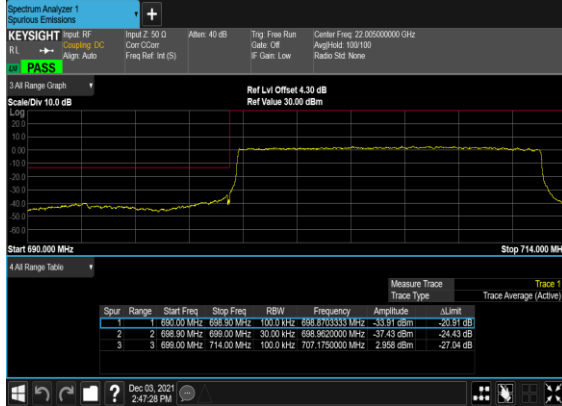 Spectrum Analyzer 1
Spurious Emissions
+
KEYSIGHT Input: RF Input Z: 50 Ω Atten: 40 dB Trig: Free Run Center Freq: 22.005000000 GHz
RL Coupling: DC Corr CCorr Gate: Off Avg|Hold: 100/100
Align: Auto Freq Ref: Int (S) IF Gain: Low Radio Std: None
LXI PASS
3 All Range Graph
Ref Lvl Offset 4.30 dB
Scale/Div 10.0 dB Ref Value 30.00 dBm
Log
20.0
10.0
0.00
-10.0
-20.0
-30.0
-40.0
-50.0
-60.0
Start 690.000 MHz Stop 714.000 MH
4 All Range Table
Measure Trace Trace 1
Trace Type Trace Average (Active)
Spur Range Start Freq Stop Freq RBW Frequency Amplitude ΔLimit
1 1 690.00 MHz 698.90 MHz 100.0 kHz 698.8703333 MHz -33.91 dBm -20.91 dB
2 2 698.90 MHz 699.00 MHz 30.00 kHz 698.9620000 MHz -37.43 dBm -24.43 dB
3 3 699.00 MHz 714.00 MHz 100.0 kHz 707.1750000 MHz 2.958 dBm -27.04 dB
? Dec 03, 2021
2:47:28 PM